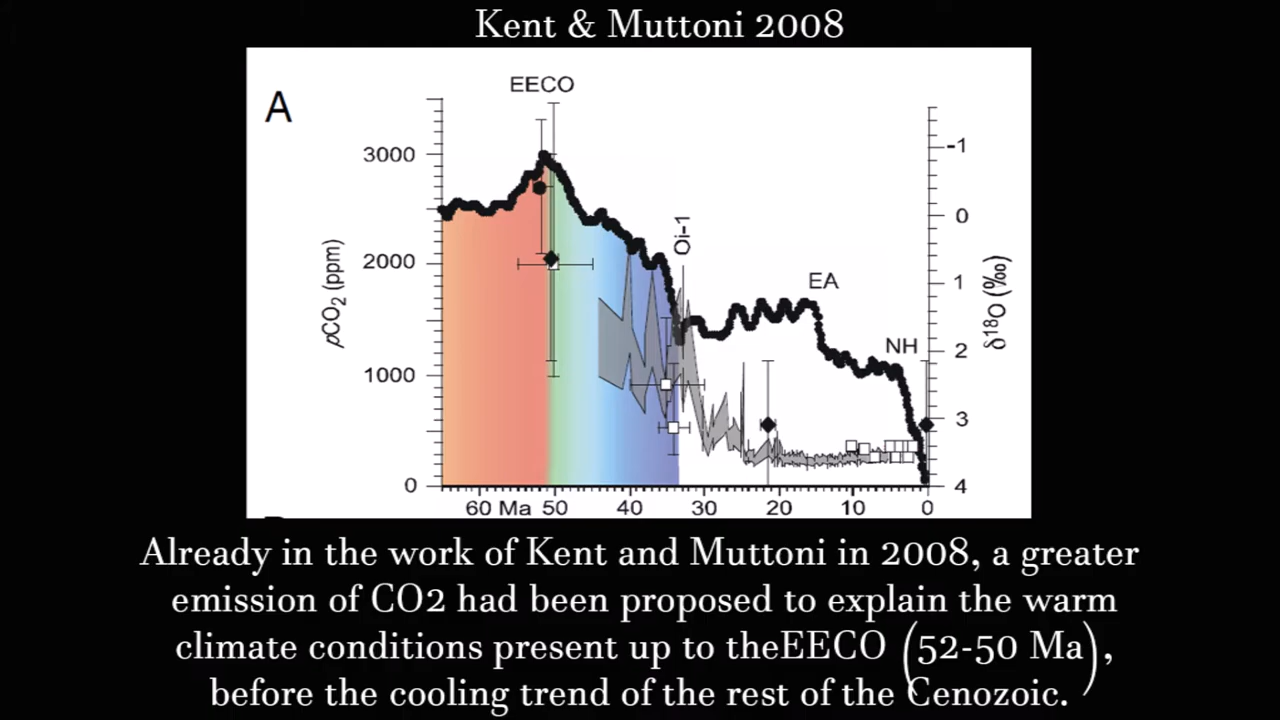 Kent & Muttoni 2008
A
EECO
3000
2000
1000
0
pCO2 (ppm)
Oi-1
EA
NH
-1
0
1
2
3
4
δ18O (‰)
60 Ma 50 40 30 20 10 0
Already in the work of Kent and Muttoni in 2008, a greater
emission of CO2 had been proposed to explain the warm
climate conditions present up to theEECO (52-50 Ma),
before the cooling trend of the rest of the Cenozoic.